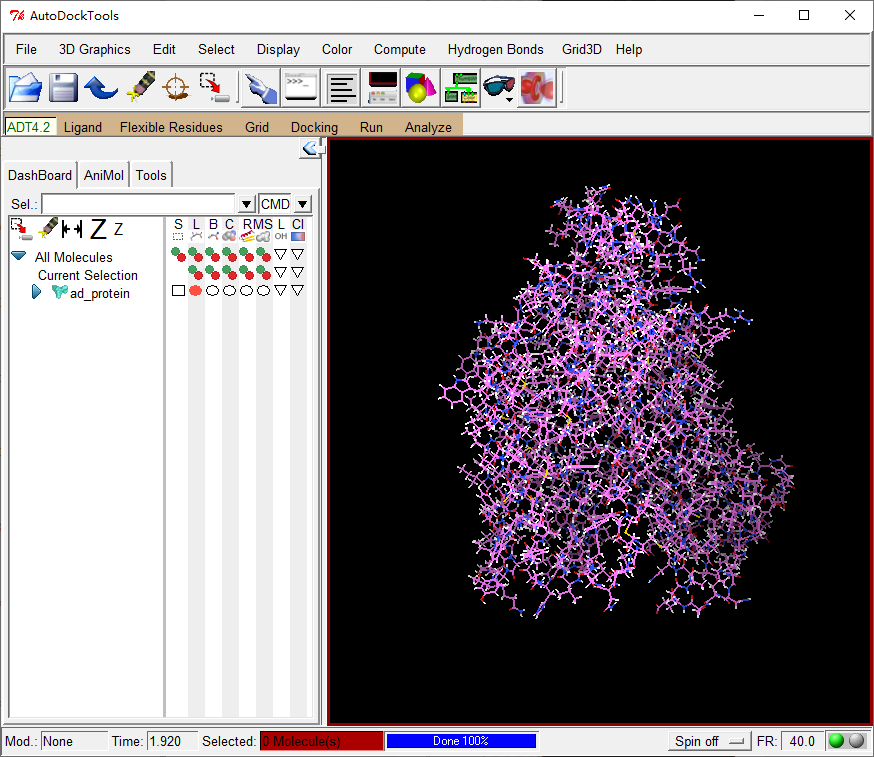 AutoDockTools
File 3D Graphics Edit Select Display Color Compute Hydrogen Bonds Grid3D Help
ADT4.2 Ligand Flexible Residues Grid Docking Run Analyze
DashBoard AniMol Tools
Sel.: CMD
Z Z S L B C R MS L Cl
OH
All Molecules
Current Selection
ad_protein
Mod.: None Time: 1.920 Selected: 0 Molecule(s) Done 100% Spin off FR: 40.0